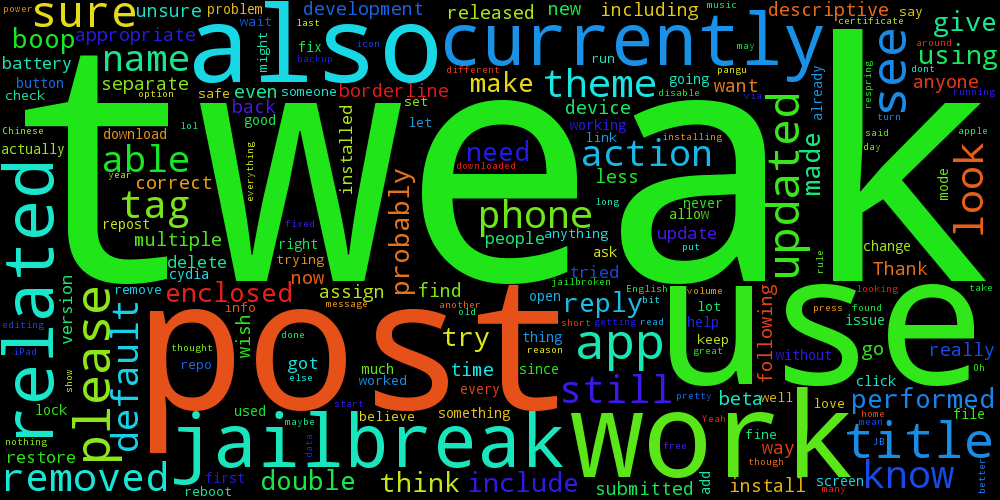 power
problem
development
released
new
including
descriptive
say
certificate
give
sure
unsure
last
wait
icon
backup
music
may
boop
appropriate
also
might
fix
currently
run
different
going
pangu
already
see
around
using
battery
name
button
separate
option
safe
even
someone
borderline
make
theme
want
disable
via
dont
respring
anyone
running
check
back
good
set
let
device
working
link
installing
updated
made
said
day
turn
apple
Chinese
download
lol
installed
need
downloaded
action
actually
able
year
everything
tweak
less
long
never
allow
look
mode
correct
tag
repost
probably
phone
people
anything
ask
update
put
rule
change
Thank
related
multiple
fixed
right
trying
delete
cydia
now
tried
jailbroken
take
version
remove
enclosed
assign
find
open
reply
English
bit
volume
lot
looking
press
found
issue
editing
please
default
info
wish
message
another
old
short
getting
read
help
keep
great
use
following
iPad
show
thought
repo
done
got
else
post
much
worked
try
time
thing
reason
since
every
app
without
go
really
lock
used
maybe
start
believe
something
still
pretty
beta
well
love
click
performed
file
nothing
restore
jailbreak
data
work
free
Yeah
fine
way
though
home
mean
JB
title
Oh
better
removed
first
reboot
double
think
include
submitted
add
install
screen
many
know